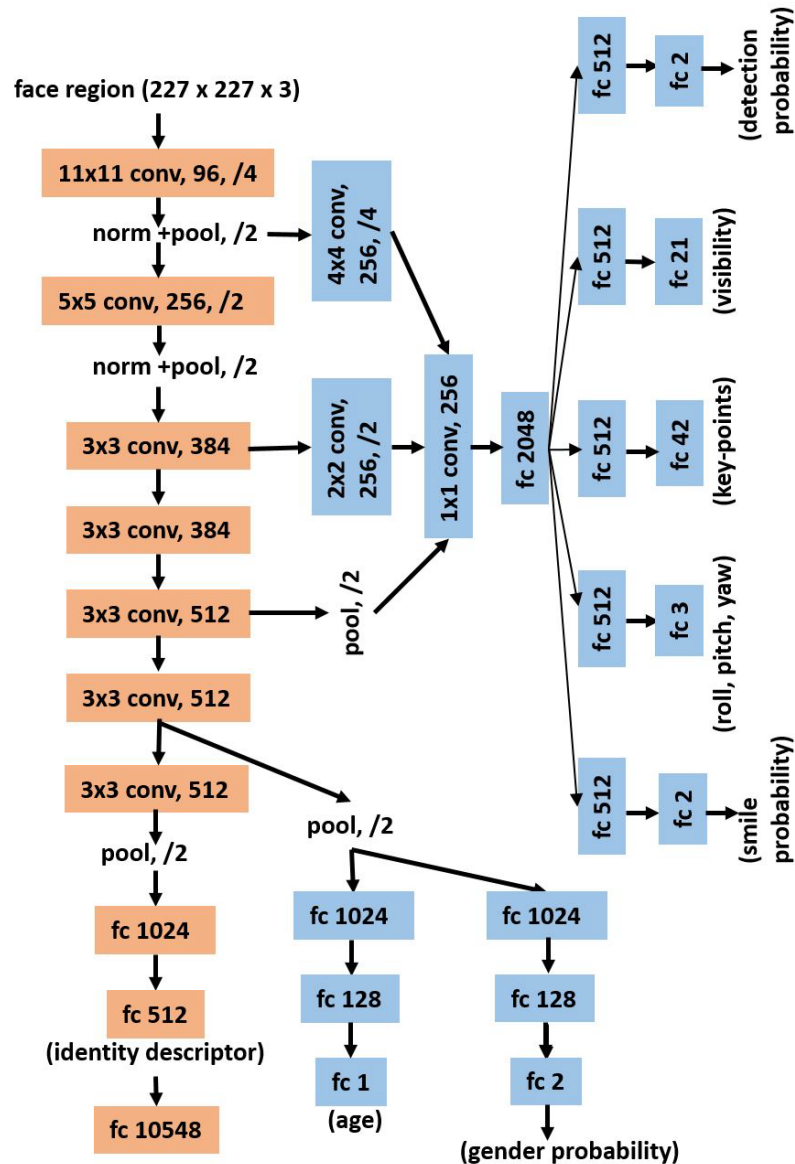 face region (227 x 227 x 3)
11x11 conv, 96, /4
norm +pool, /2
5x5 conv, 256, /2
norm +pool, /2
3x3 conv, 384
3x3 conv, 384
3x3 conv, 512
3x3 conv, 512
3x3 conv, 512
pool, /2
fc 1024
fc 512
(identity descriptor)
fc 10548
4x4 conv,
256, /4
2x2 conv,
256, /2
pool, /2
1x1 conv, 256
fc 2048
fc 512
fc 2
(detection
probability)
fc 512
fc 21
(visibility)
fc 512
fc 42
(key-points)
fc 512
fc 3
(roll, pitch, yaw)
fc 512
fc 2
(smile
probability)
pool, /2
fc 1024
fc 128
fc 1
(age)
fc 1024
fc 128
fc 2
(gender probability)